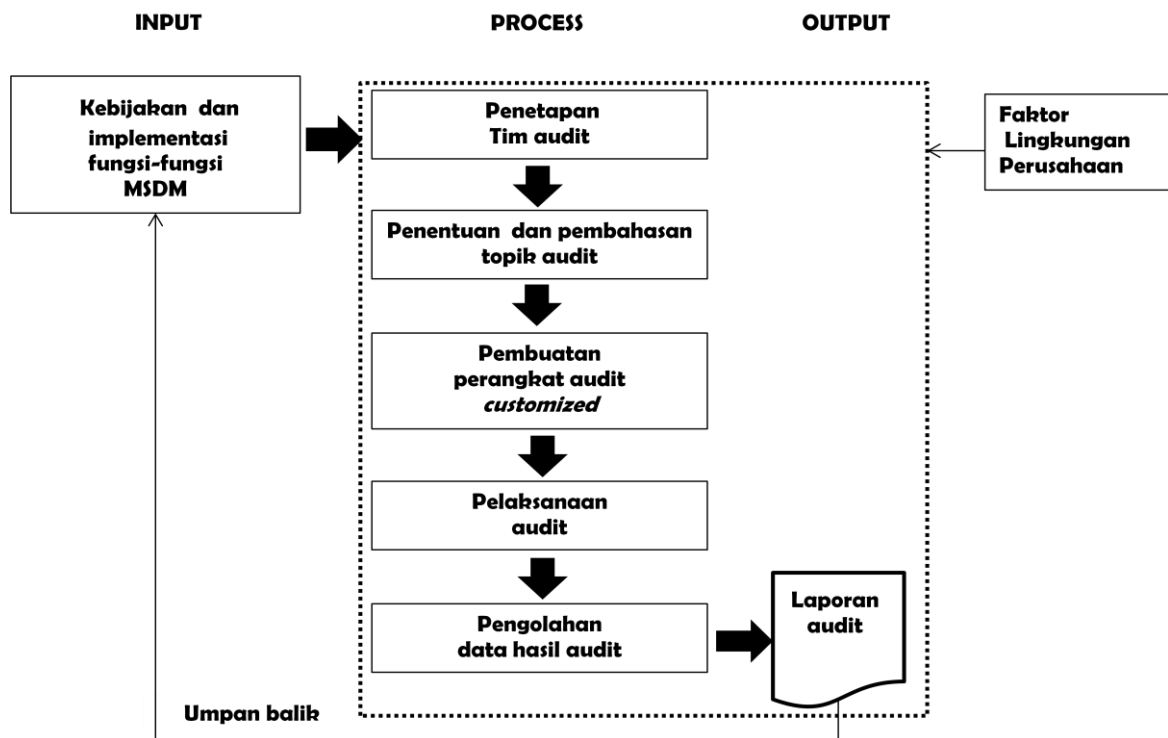 INPUT
PROCESS
OUTPUT
Kebijakan dan
implementasi
fungsi-fungsi
MSDM
Penetapan
Tim audit
Faktor
Lingkungan
Perusahaan
Penentuan dan pembahasan
topik audit
Pembuatan
perangkat audit
customized
Pelaksanaan
audit
Pengolahan
data hasil audit
Laporan
audit
Umpan balik